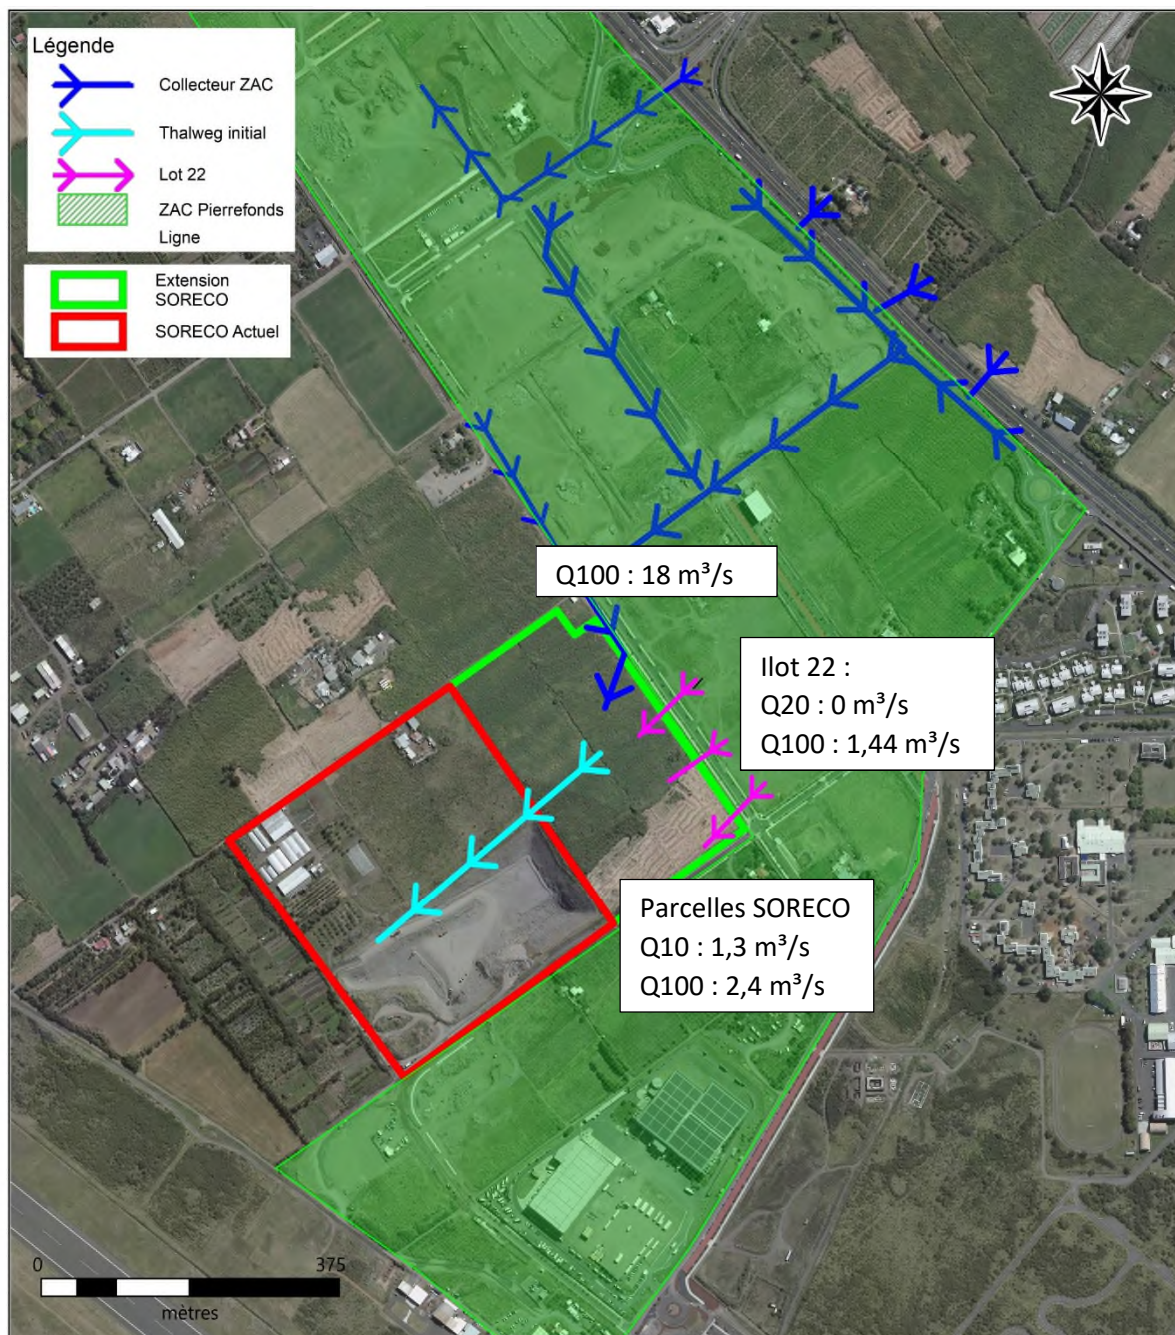 Légende
Collecteur ZAC
Thalweg initial
Lot 22
ZAC Pierrefonds
Ligne
Extension
SORECO
SORECO Actuel
Q100 : 18 m³/s
Ilot 22 :
Q20 : 0 m³/s
Q100 : 1,44 m³/s
Parcelles SORECO
Q10 : 1,3 m³/s
Q100 : 2,4 m³/s
0 375
mètres